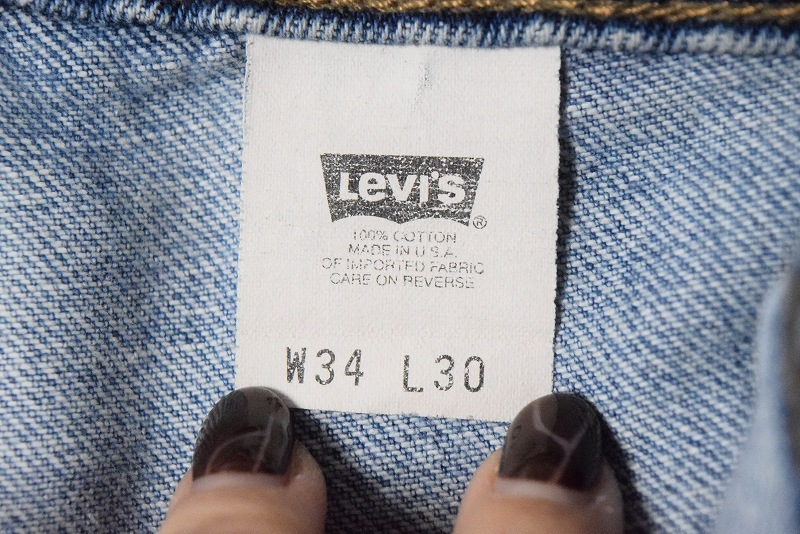 Levi's ®
100% COTTON
MADE IN U.S.A.
OF IMPORTED FABRIC
CARE ON REVERSE
W34 L30